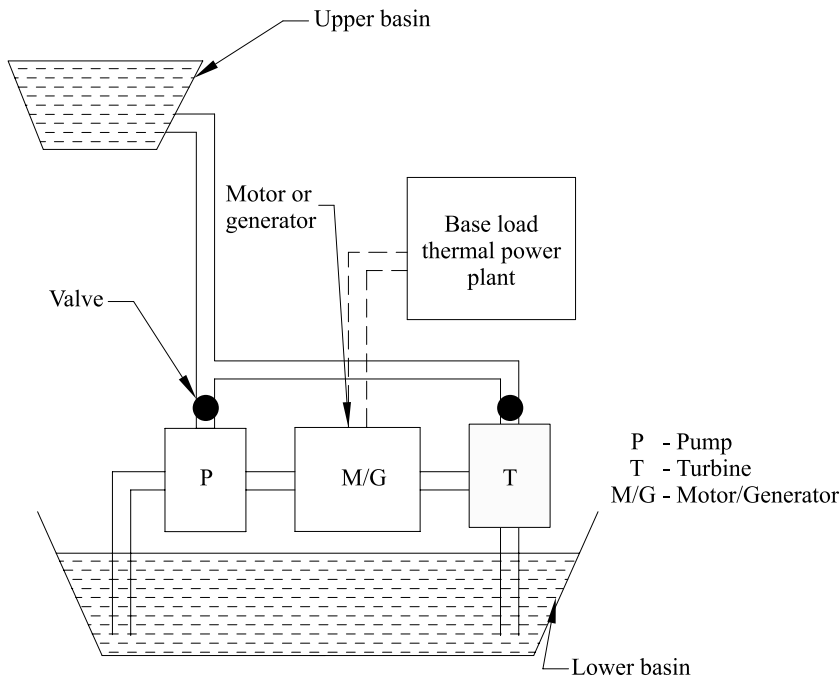 Upper basin
Motor or
generator
Base load
thermal power
plant
Valve
P
M/G
T
P - Pump
T - Turbine
M/G - Motor/Generator
Lower basin